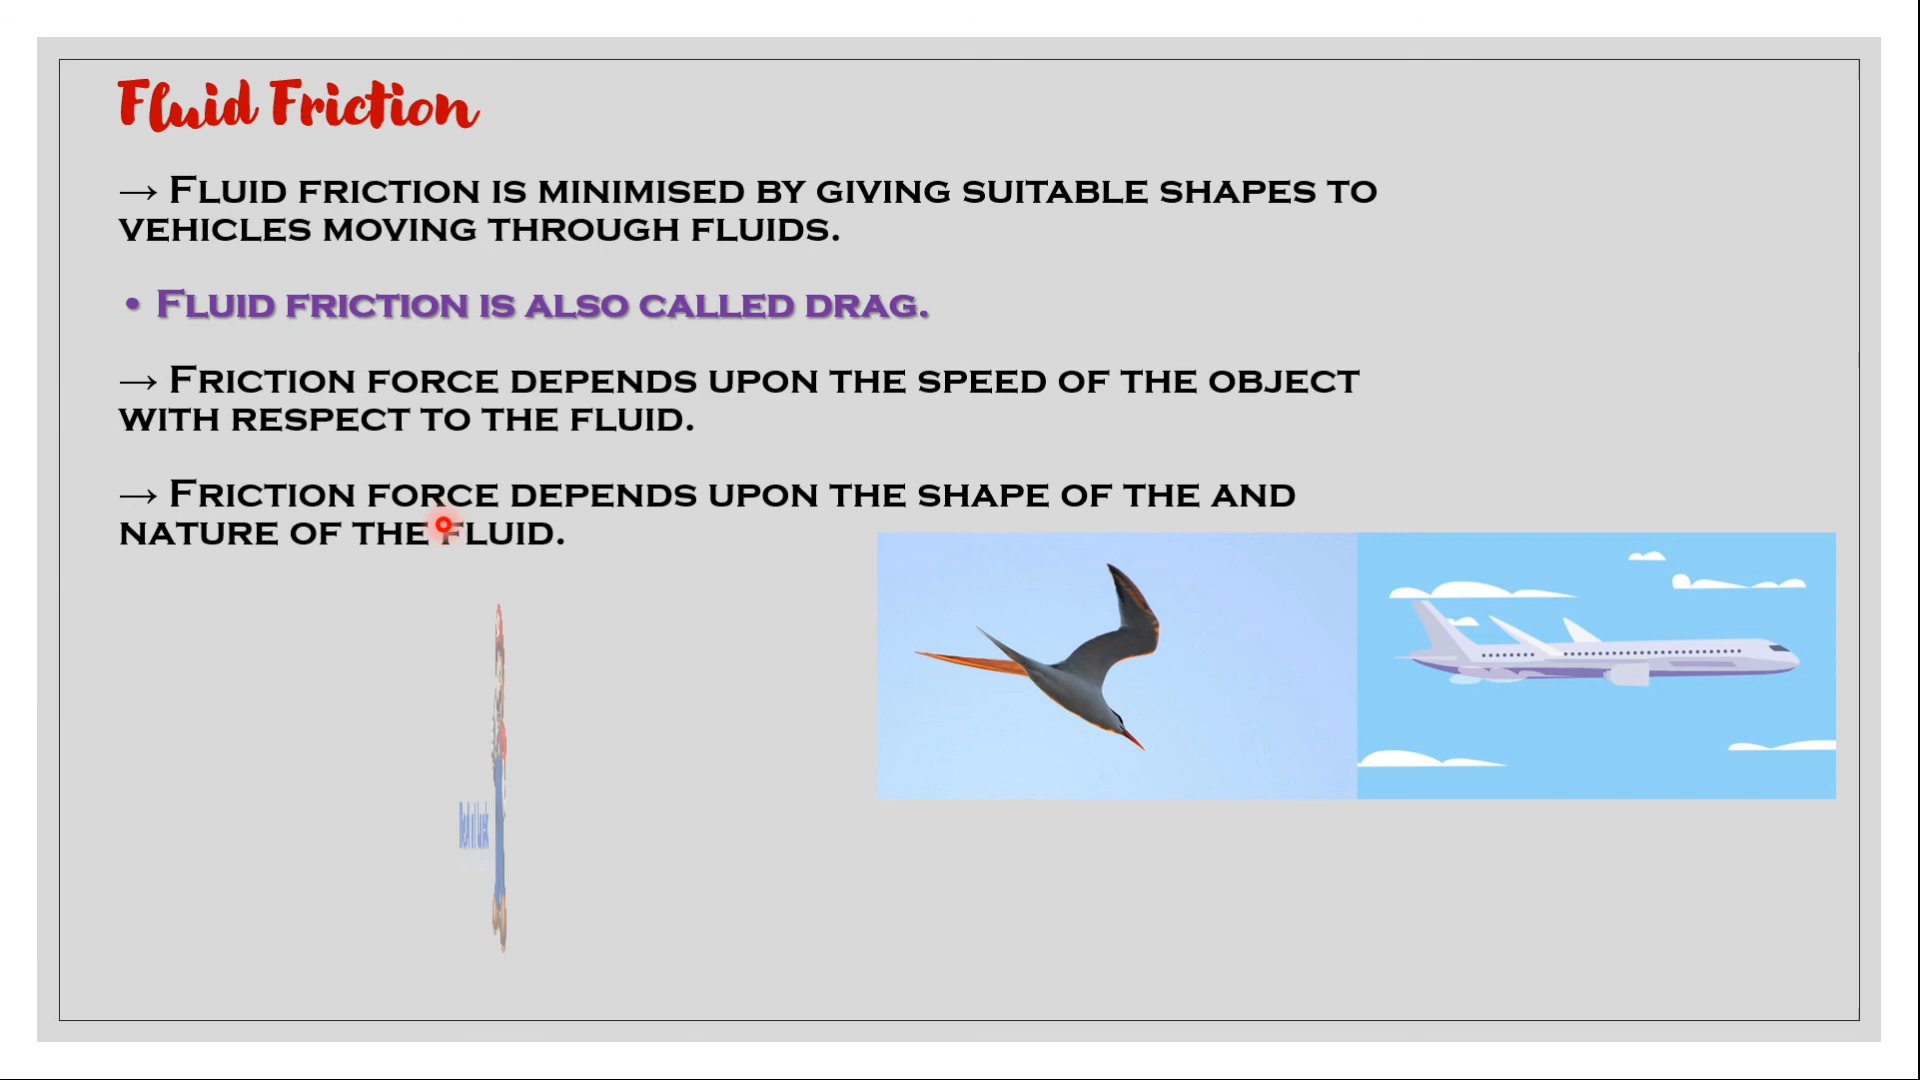 Fluid Friction
→ Fluid friction is minimised by giving suitable shapes to
vehicles moving through fluids.
• Fluid friction is also called drag.
→ Friction force depends upon the speed of the object
with respect to the fluid.
→ Friction force depends upon the shape of the and
nature of the fluid.